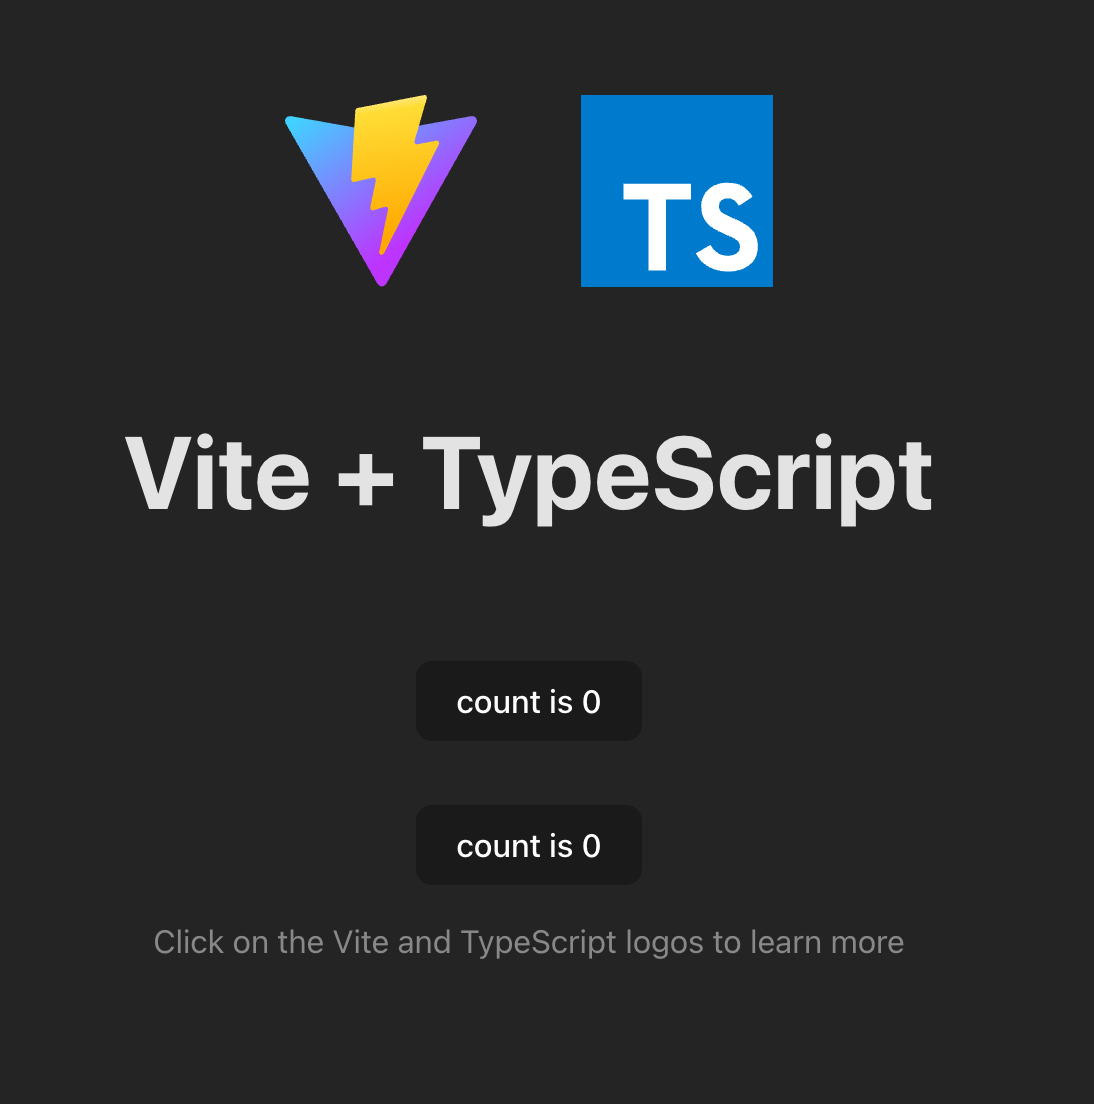 TS
Vite + TypeScript
count is 0
count is 0
Click on the Vite and TypeScript logos to learn more